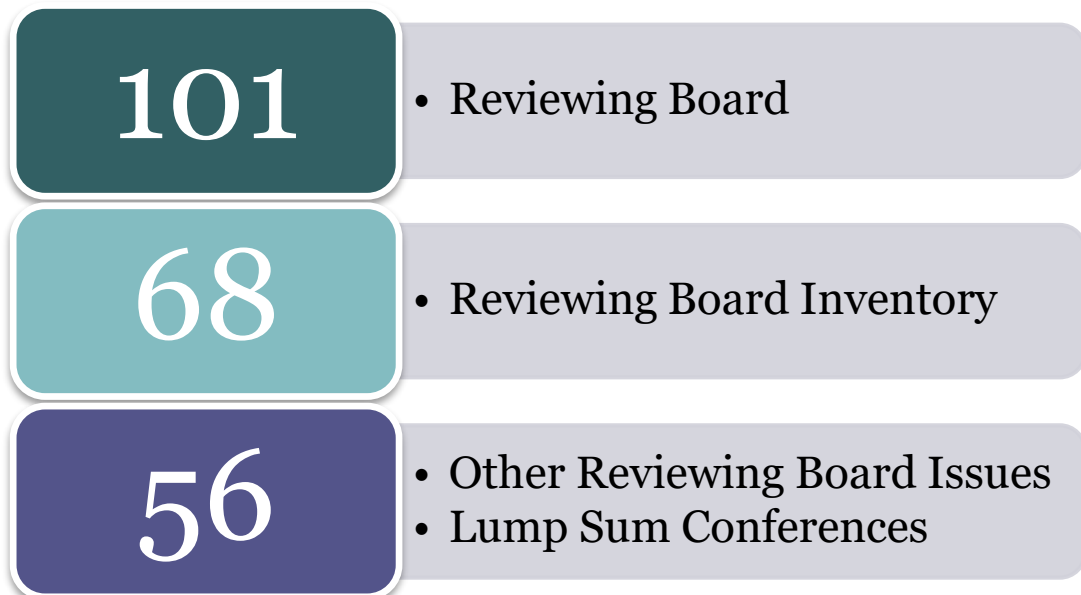 101
• Reviewing Board
68
• Reviewing Board Inventory
56
• Other Reviewing Board Issues
• Lump Sum Conferences